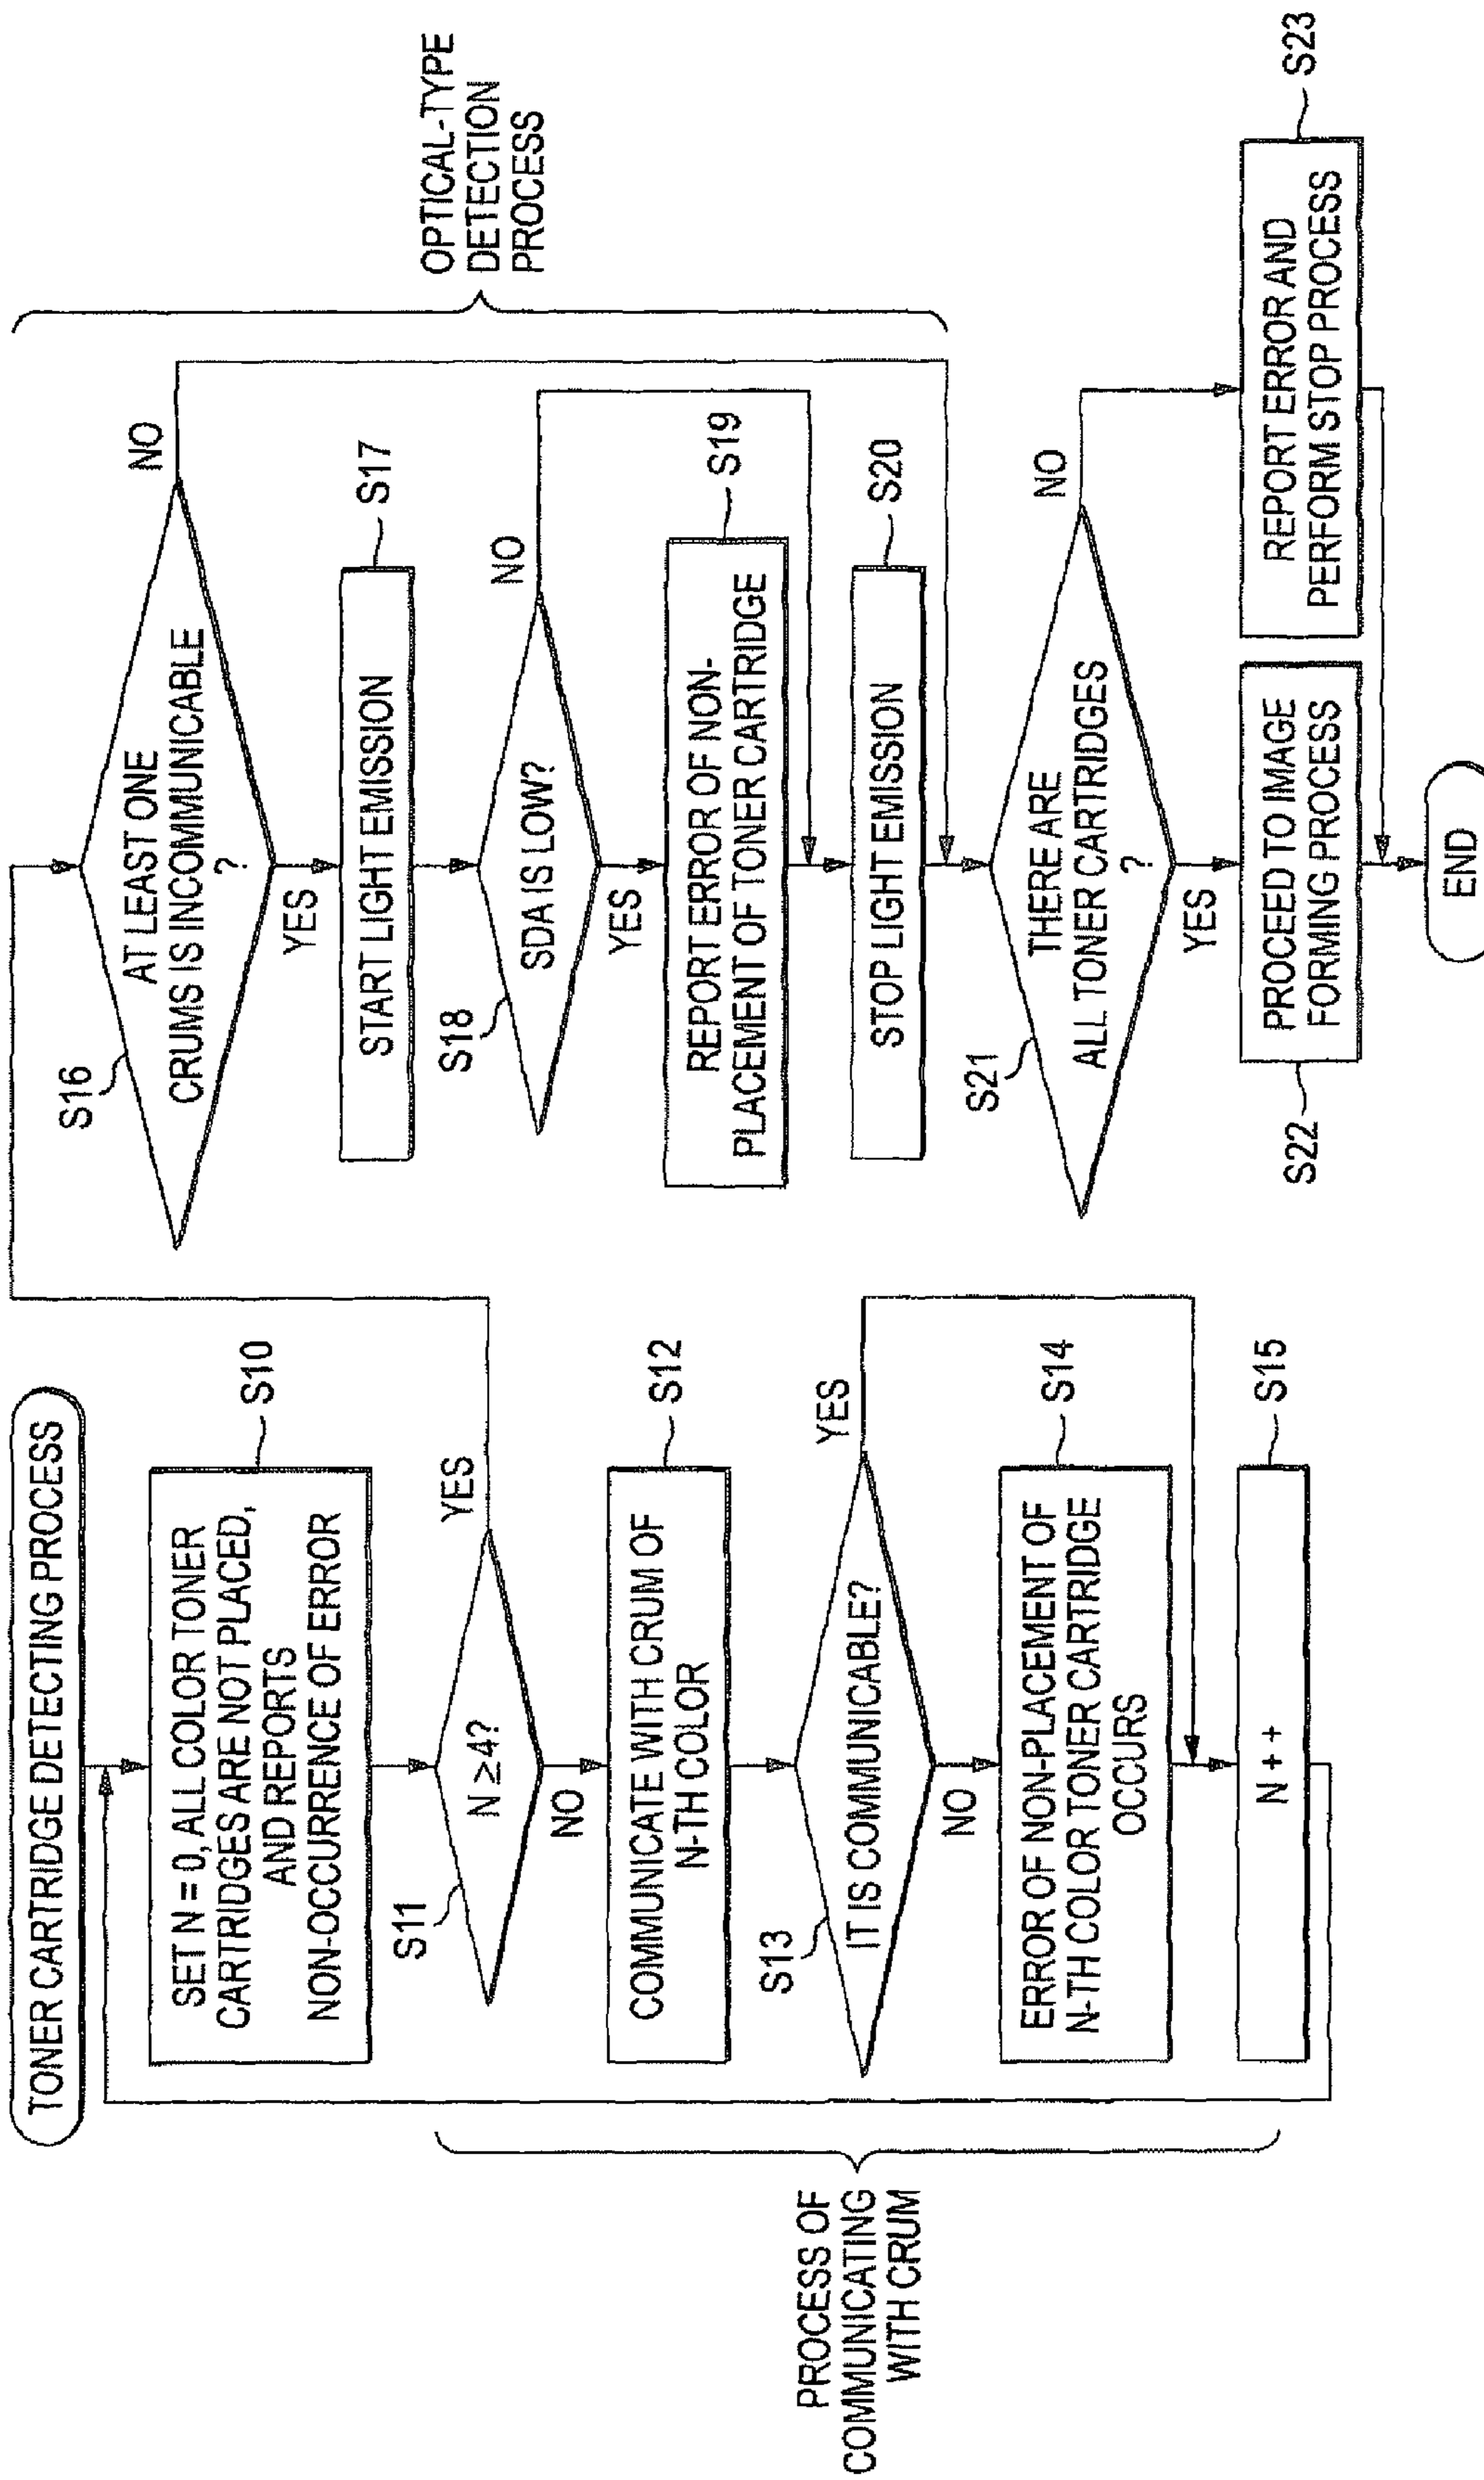 TONER CARTRIDGE DETECTING PROCESS
SET N = 0, ALL COLOR TONER
CARTRIDGES ARE NOT PLACED,
AND REPORTS
NON-OCCURRENCE OF ERROR
S10
N ≥4?
S11
YES
NO
COMMUNICATE WITH CRUM OF
N-TH COLOR
S12
IT IS COMMUNICABLE?
S13
YES
NO
ERROR OF NON-PLACEMENT OF
N-TH COLOR TONER CARTRIDGE
OCCURS
S14
N + +
S15
PROCESS OF
COMMUNICATING
WITH CRUM
AT LEAST ONE
CRUMS IS INCOMMUNICABLE
?
S16
NO
YES
START LIGHT EMISSION
S17
SDA IS LOW?
S18
NO
YES
REPORT ERROR OF NON-
PLACEMENT OF TONER CARTRIDGE
S19
STOP LIGHT EMISSION
S20
OPTICAL-TYPE
DETECTION
PROCESS
THERE ARE
ALL TONER CARTRIDGES
?
S21
NO
YES
PROCEED TO IMAGE
FORMING PROCESS
S22
REPORT ERROR AND
PERFORM STOP PROCESS
S23
END